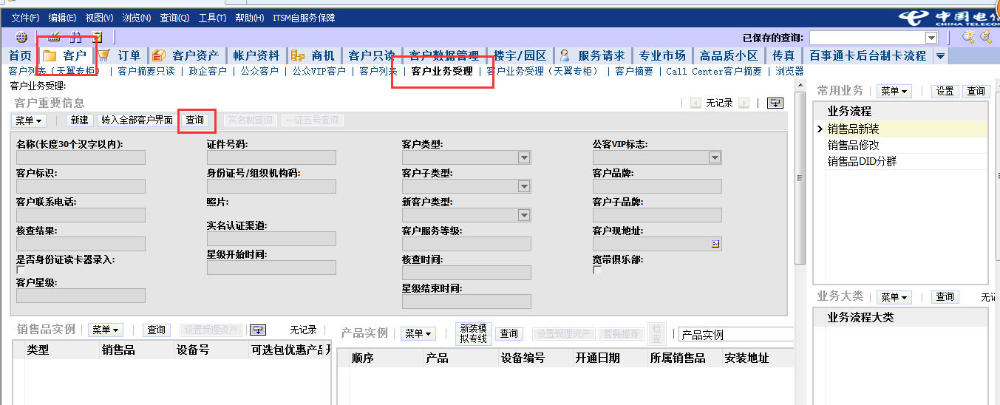 文件(F) 编辑(E) 视图(V) 浏览(N) 查询(Q) 工具(T) 帮助(H) ITSM自服务保障
中国电信
CHINA TELECOM
已保存的查询:
首页 客户 订单 客户资产 帐户资料 商机 客户只读 客户数据管理 楼宇/园区 服务请求 专业市场 高品质小区 传真 百事通卡后台制卡流程
客户列表（天翼专柜） | 客户摘要只读 | 政企客户 | 公众客户 | 公众VIP客户 | 客户列表 | 客户业务受理 | 客户业务受理（天翼专柜） | 客户摘要 | Call Center客户摘要 | 浏览器
客户业务受理:
客户重要信息
无记录
菜单 新建 转入全部客户界面 查询 实名制查询 一证五号查询
名称(长度30个汉字以内): 证件号码: 客户类型: 公客VIP标志:
客户标识: 身份证号/组织机构码: 客户子类型: 客户品牌:
客户联系电话: 照片: 新客户类型: 客户子品牌:
核查结果: 实名认证渠道: 客户服务等级: 客户现地址:
是否身份证读卡器录入: 星级开始时间: 核查时间: 宽带俱乐部:
客户星级: 星级结束时间:
常用业务 菜单 设置 查询
业务流程
销售品新装
销售品修改
销售品DID分群
业务大类 菜单 查询 无记
业务流程大类
销售品实例 菜单 查询 设置受理资产 无记录
类型 销售品 设备号 可选包优惠产品
产品实例 菜单 新装模拟专线 查询 设置受理资产 套餐推荐 检查 产品实例
顺序 产品 设备编号 开通日期 所属销售品 安装地址